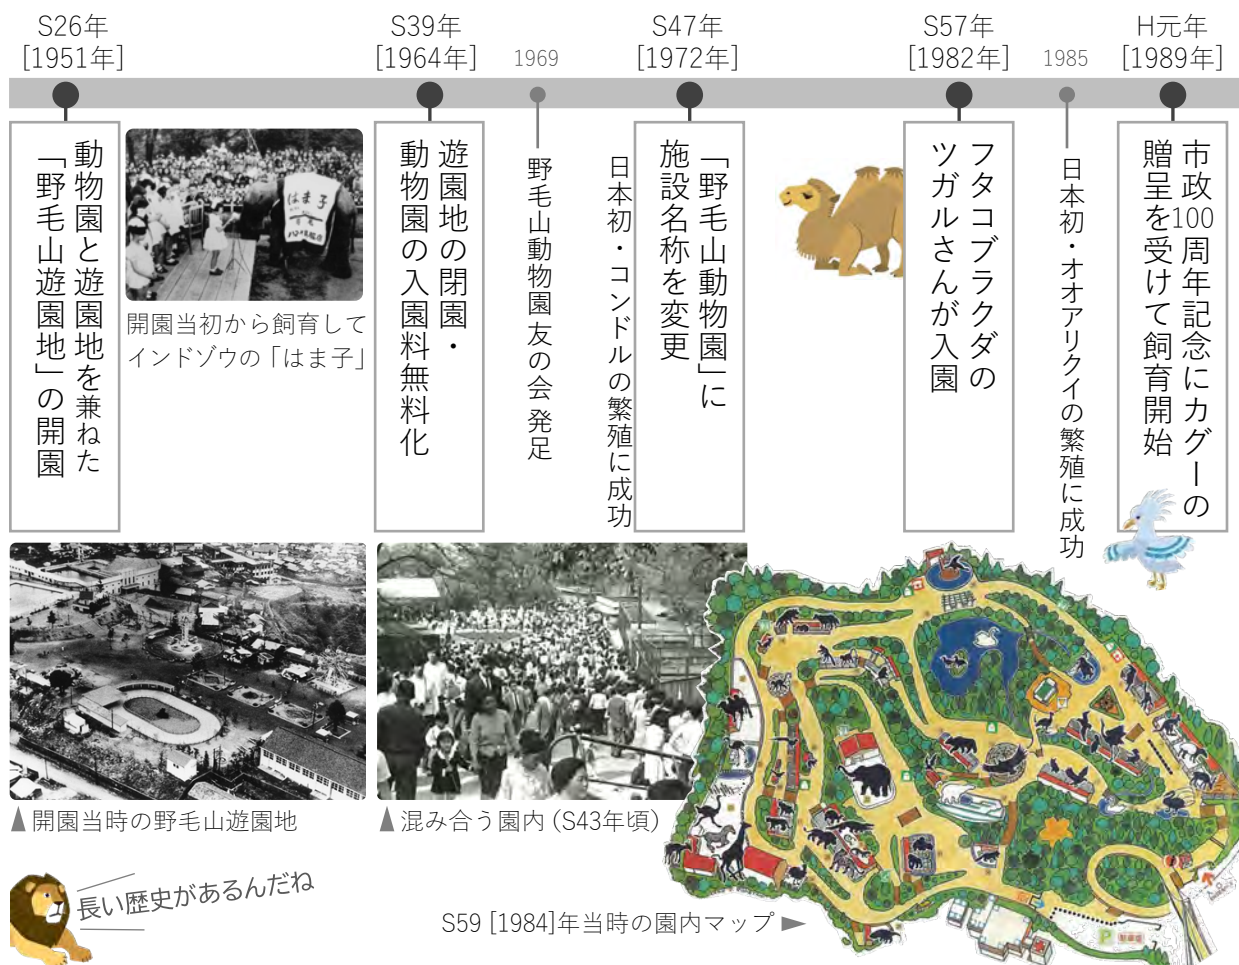 S26年
[1951年]
動物園と遊園地を兼ねた
「野毛山遊園地」の開園
はま子
開園当初から飼育して
インドゾウの「はま子」
S39年
[1964年]
遊園地の閉園・
動物園の入園料無料化
1969
野毛山動物園 友の会 発足
日本初・コンドルの繁殖に成功
S47年
[1972年]
「野毛山動物園」に
施設名称を変更
S57年
[1982年]
フタコブラクダの
ツガルさんが入園
1985
日本初・オオアリクイの繁殖に成功
H元年
[1989年]
市政100周年記念にカグーの
贈呈を受けて飼育開始
▲開園当時の野毛山遊園地
▲混み合う園内 (S43年頃)
長い歴史があるんだね
S59 [1984]年当時の園内マップ ►
P